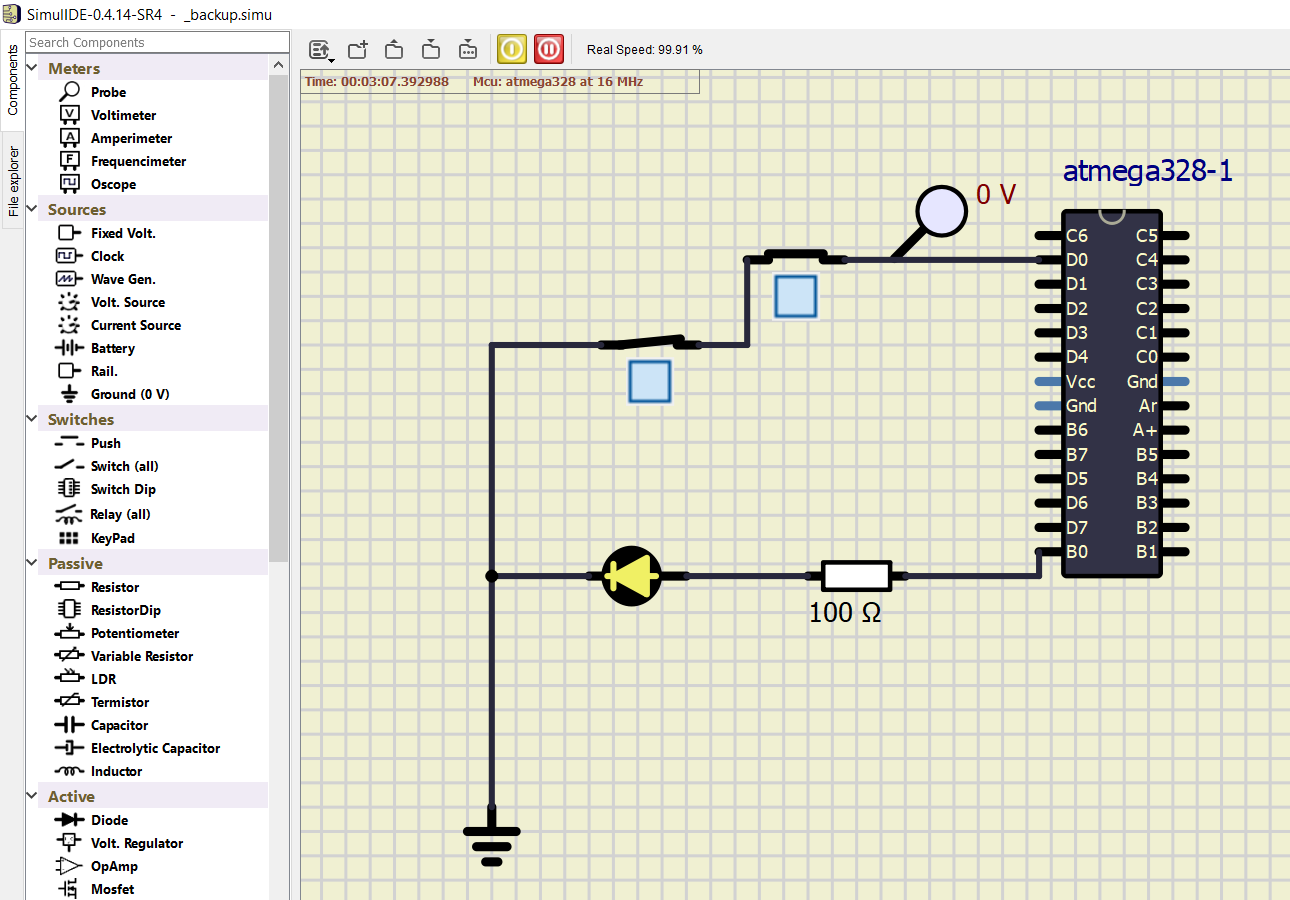 SimulIDE-0.4.14-SR4 - _backup.simu
Components
File explorer
Search Components
Meters
Probe
Voltimeter
Amperimeter
Frequencimeter
Oscope
Sources
Fixed Volt.
Clock
Wave Gen.
Volt. Source
Current Source
Battery
Rail.
Ground (0 V)
Switches
Push
Switch (all)
Switch Dip
Relay (all)
KeyPad
Passive
Resistor
ResistorDip
Potentiometer
Variable Resistor
LDR
Termistor
Capacitor
Electrolytic Capacitor
Inductor
Active
Diode
Volt. Regulator
OpAmp
Mosfet
Real Speed: 99.91 %
Time: 00:03:07.392988 Mcu: atmega328 at 16 MHz
atmega328-1
0 V
C6 C5
D0 C4
D1 C3
D2 C2
D3 C1
D4 C0
Vcc Gnd
Gnd Ar
B6 A+
B7 B5
D5 B4
D6 B3
D7 B2
B0 B1
100 Ω